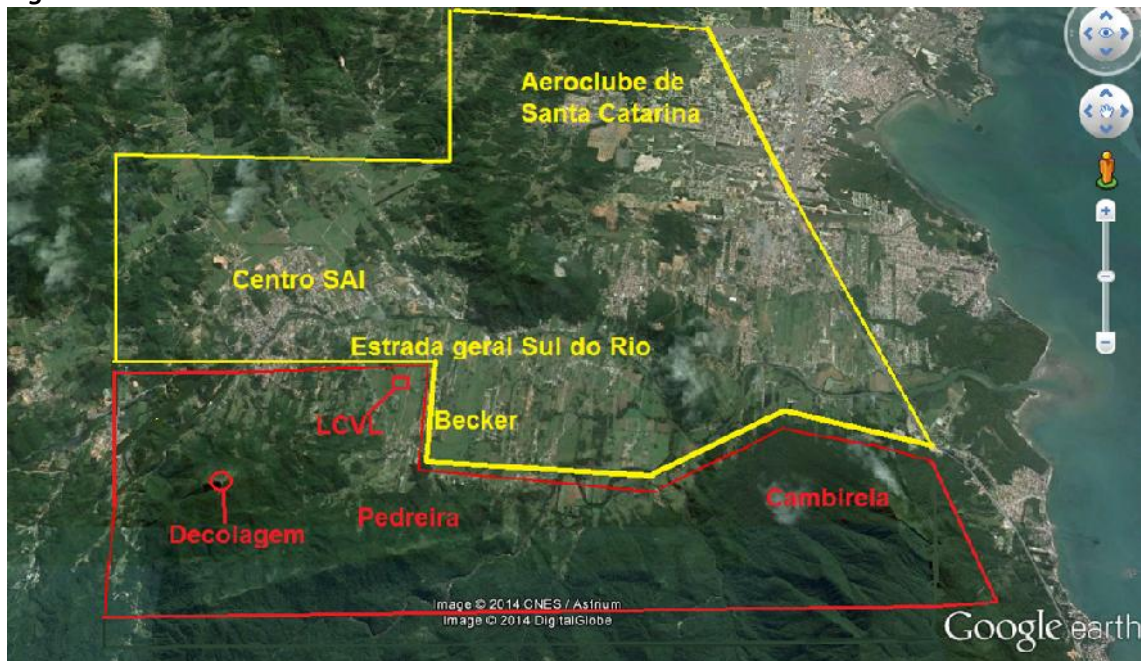 Aeroclube de
Santa Catarina
Centro SAI
Estrada geral Sul do Rio
LCVL
Becker
Cambirela
Pedreira
Decolagem
Image © 2014 CNES / Astrium
Image © 2014 DigitalGlobe
Google earth